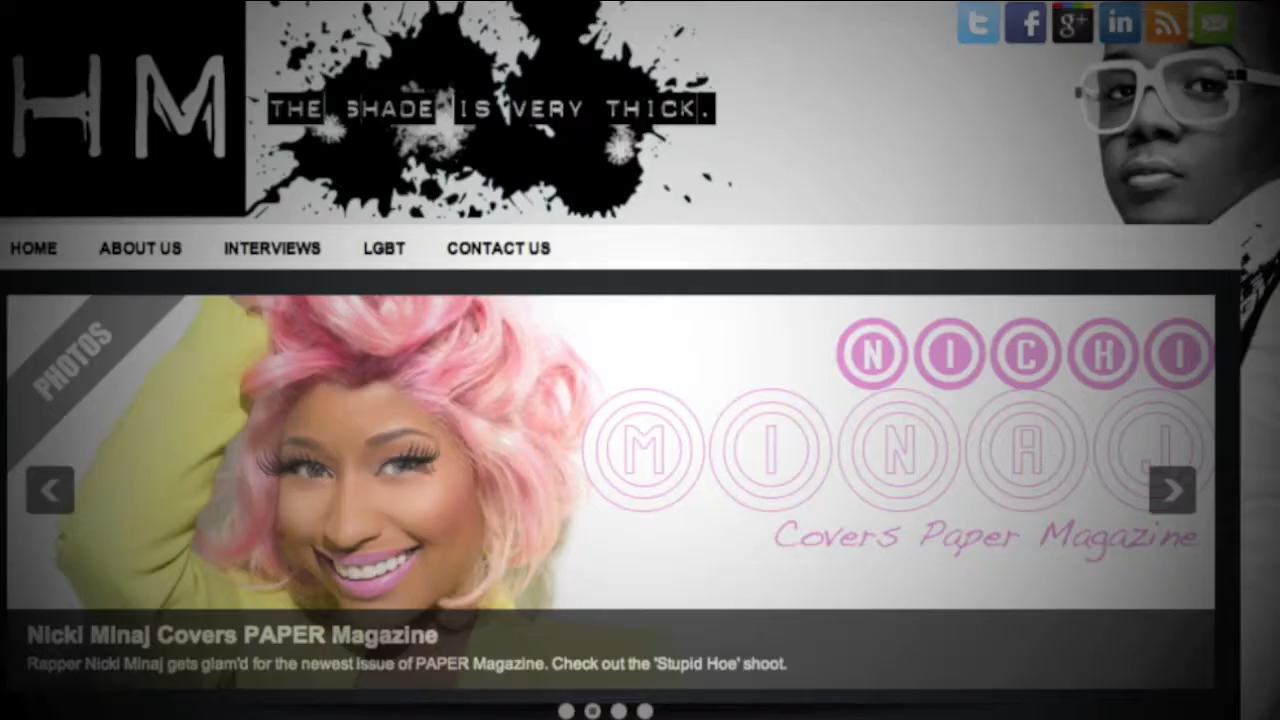 HM
THE SHADE IS VERY THICK.
HOME ABOUT US INTERVIEWS LGBT CONTACT US
PHOTOS
NICHI
MINAJ
Covers Paper Magazine
Nicki Minaj Covers PAPER Magazine
Rapper Nicki Minaj gets glam'd for the newest issue of PAPER Magazine. Check out the 'Stupid Hoe' shoot.